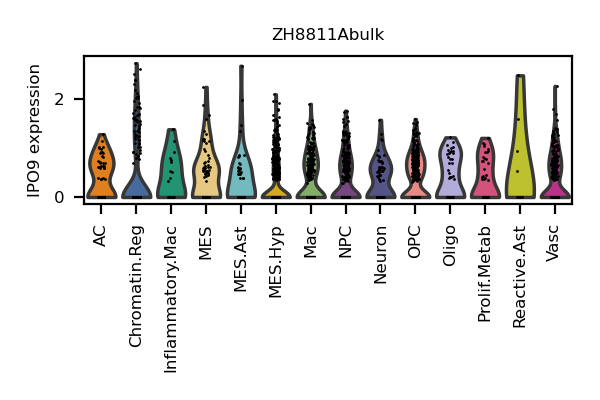 ZH8811Abulk
IPO9 expression
2
0
AC
Chromatin.Reg
Inflammatory.Mac
MES
MES.Ast
MES.Hyp
Mac
NPC
Neuron
OPC
Oligo
Prolif.Metab
Reactive.Ast
Vasc